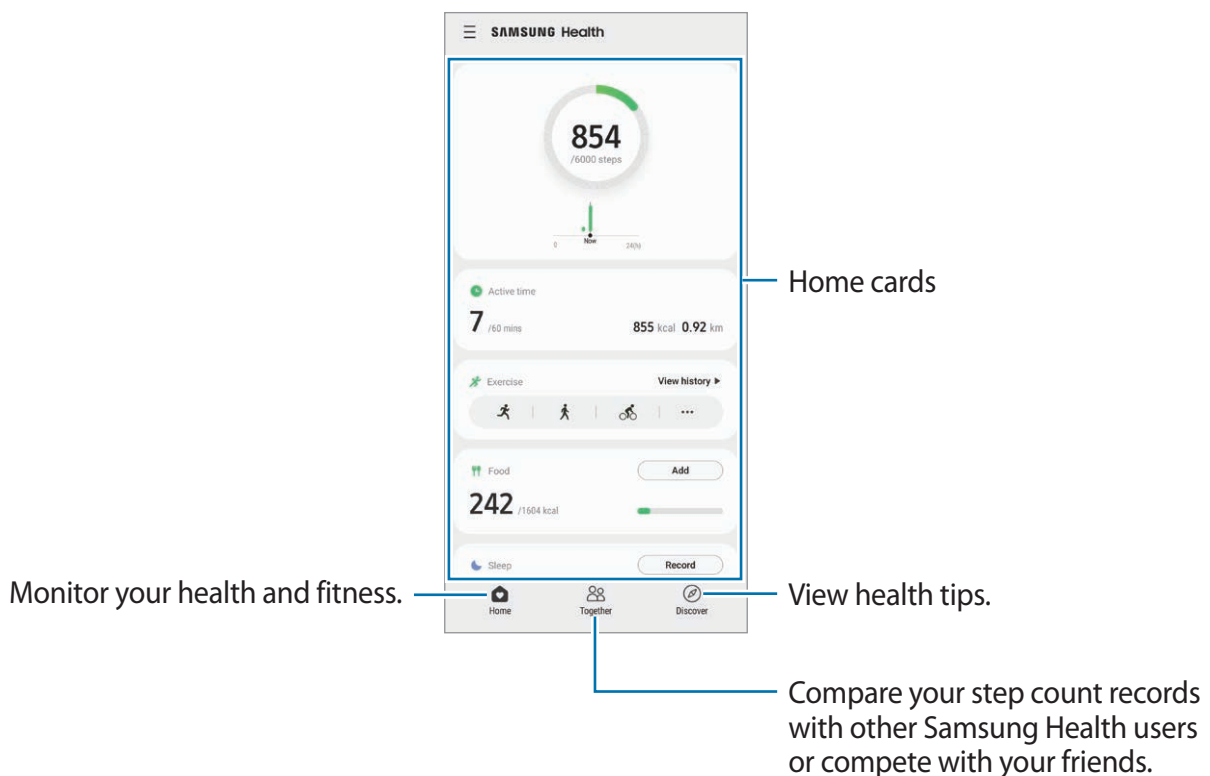 SAMSUNG Health
854
/6000 steps
0 Now 24(h)
Active time
7 /60 mins 855 kcal 0.92 km
Home cards
Exercise View history
Food Add
242 /1604 kcal
Sleep Record
Monitor your health and fitness.
Home Together Discover
View health tips.
Compare your step count records
with other Samsung Health users
or compete with your friends.